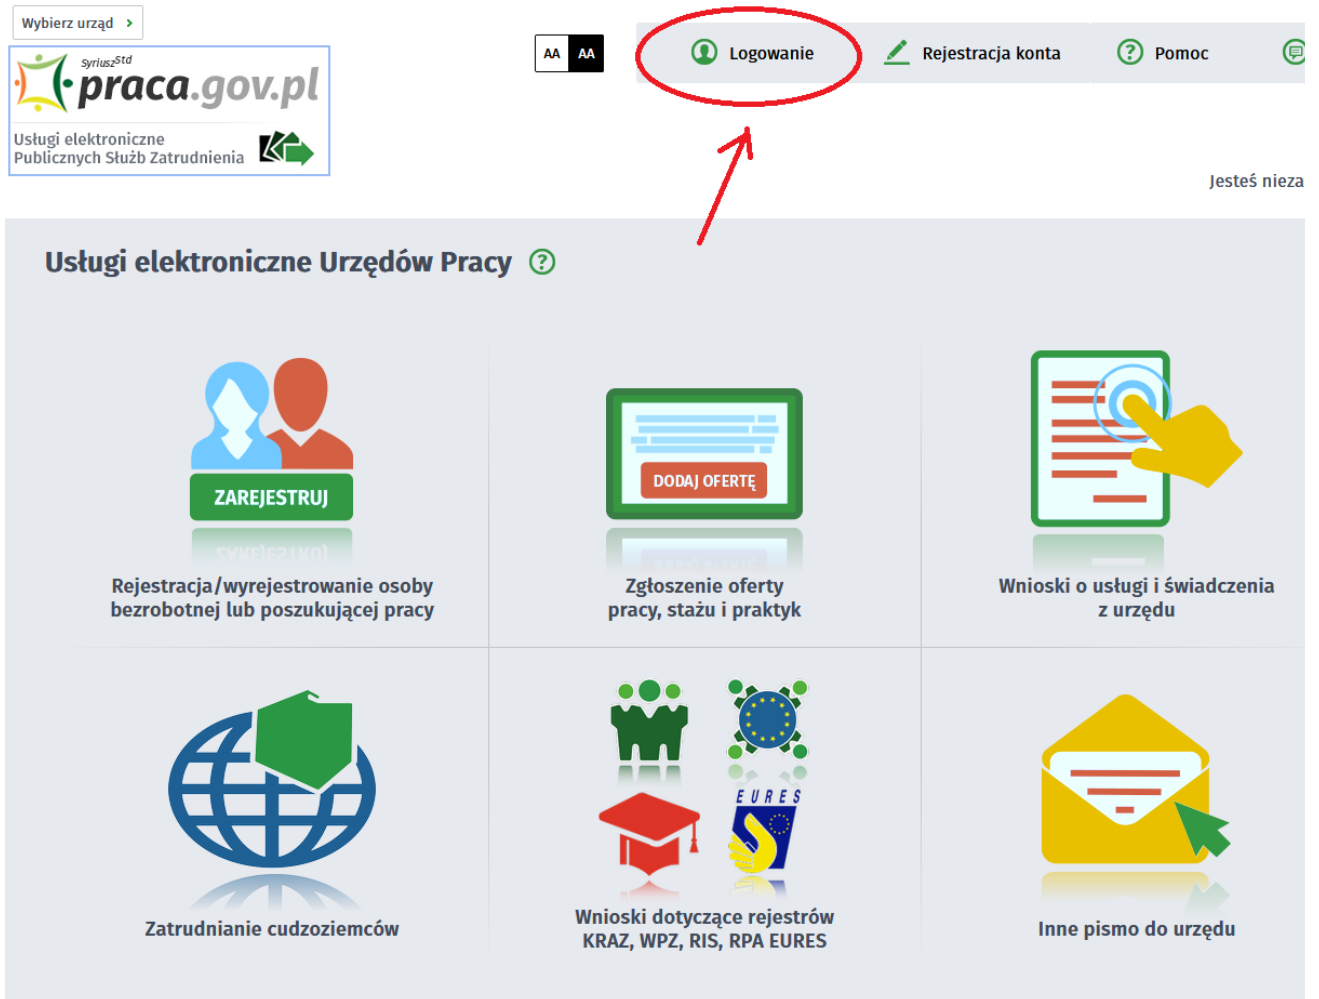 Wybierz urząd
AA AA
Logowanie
Rejestracja konta
Pomoc
Syriusz Std
praca.gov.pl
Usługi elektroniczne
Publicznych Służb Zatrudnienia
Jesteś nieza
Usługi elektroniczne Urzędów Pracy
ZAREJESTRUJ
Rejestracja/wyrejestrowanie osoby
bezrobotnej lub poszukującej pracy
DODAJ OFERTĘ
Zgłoszenie oferty
pracy, stażu i praktyk
Wnioski o usługi i świadczenia
z urzędu
Zatrudnianie cudzoziemców
EURES
Wnioski dotyczące rejestrów
KRAZ, WPZ, RIS, RPA EURES
Inne pismo do urzędu